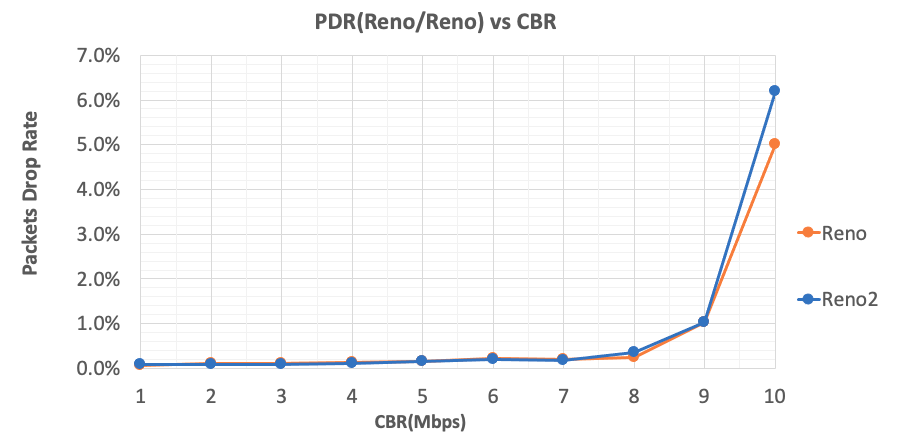 PDR(Reno/Reno) vs CBR
7.0%
6.0%
5.0%
4.0%
3.0%
2.0%
1.0%
0.0%
Packets Drop Rate
1 2 3 4 5 6 7 8 9 10
CBR(Mbps)
Reno
Reno2